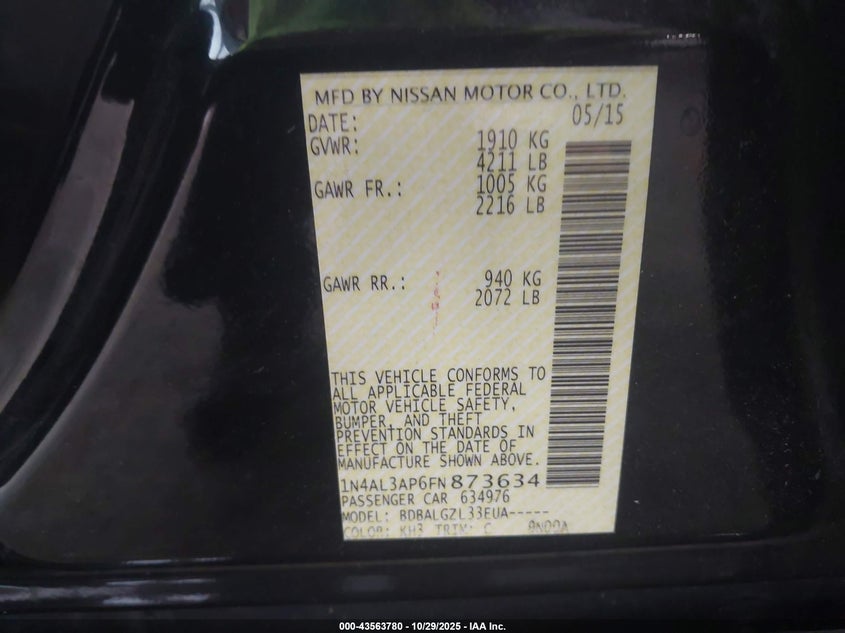 MFD BY NISSAN MOTOR CO., LTD.
DATE: 05/15
GVWR: 1910 KG
4211 LB
GAWR FR.: 1005 KG
2216 LB
GAWR RR.: 940 KG
2072 LB
THIS VEHICLE CONFORMS TO
ALL APPLICABLE FEDERAL
MOTOR VEHICLE SAFETY,
BUMPER, AND THEFT
PREVENTION STANDARDS IN
EFFECT ON THE DATE OF
MANUFACTURE SHOWN ABOVE.
1N4AL3AP6FN873634
PASSENGER CAR 634976
MODEL: BDBALGZL33EUA-----
COLOR: KH3 TRIM: C
000-43563780 - 10/29/2025 - IAA Inc.